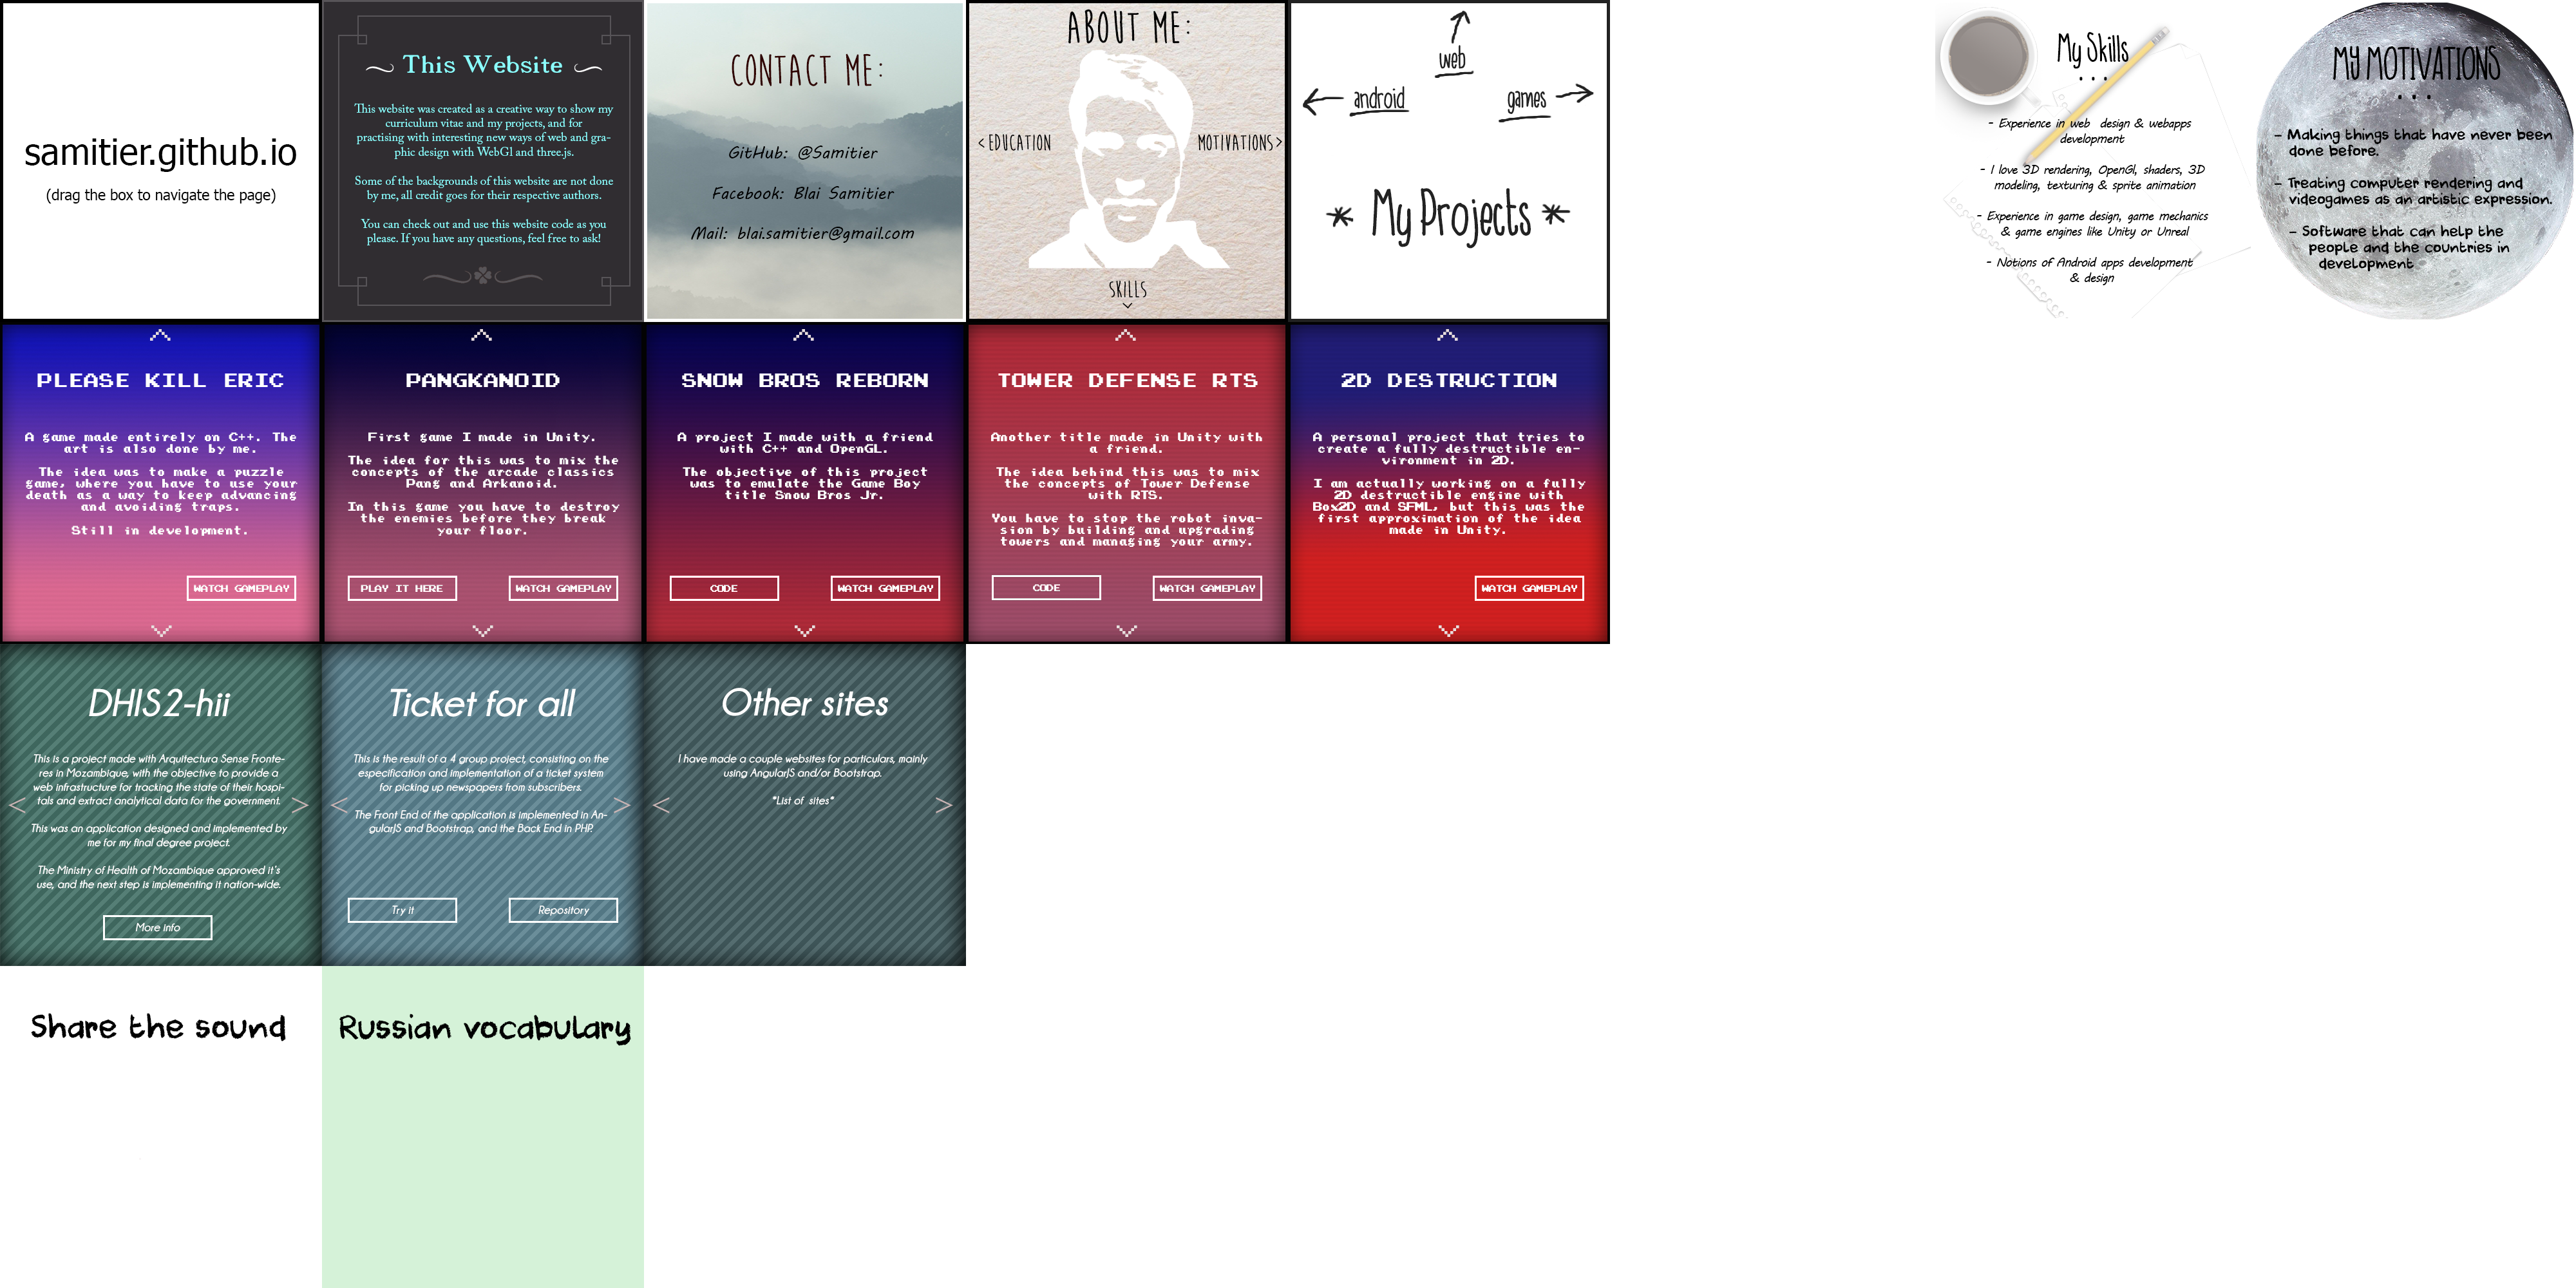 samitier.github.io
(drag the box to navigate the page)
This Website
This website was created as a creative way to show my
curriculum vitae and my projects, and for
practising with interesting new ways of web and gra-
phic design with WebGl and three.js.
Some of the backgrounds of this website are not done
by me, all credit goes for their respective authors.
You can check out and use this website code as you
please. If you have any questions, feel free to ask!
CONTACT ME:
GitHub: @Samitier
Facebook: Blai Samitier
Mail: blai.samitier@gmail.com
ABOUT ME:
< EDUCATION
MOTIVATIONS >
SKILLS
web
android
games
* My Projects *
My Skills
...
- Experience in web design & webapps
development
- I love 3D rendering, OpenGl, shaders, 3D
modeling, texturing & sprite animation
- Experience in game design, game mechanics
& game engines like Unity or Unreal
- Notions of Android apps development
& design
MY MOTIVATIONS
...
- Making things that have never been
done before.
- Treating computer rendering and
videogames as an artistic expression.
- Software that can help the
people and the countries in
development
PLEASE KILL ERIC
A game made entirely on C++. The
art is also done by me.
The idea was to make a puzzle
game, where you have to use your
death as a way to keep advancing
and avoiding traps.
Still in development.
WATCH GAMEPLAY
PANGKANOID
First game I made in Unity.
The idea for this was to mix the
concepts of the arcade classics
Pang and Arkanoid.
In this game you have to destroy
the enemies before they break
your floor.
PLAY IT HERE
WATCH GAMEPLAY
SNOW BROS REBORN
A project I made with a friend
with C++ and OpenGL.
The objective of this project
was to emulate the Game Boy
title Snow Bros Jr.
CODE
WATCH GAMEPLAY
TOWER DEFENSE RTS
Another title made in Unity with
a friend.
The idea behind this was to mix
the concepts of Tower Defense
with RTS.
You have to stop the robot inva-
sion by building and upgrading
towers and managing your army.
CODE
WATCH GAMEPLAY
2D DESTRUCTION
A personal project that tries to
create a fully destructible en-
vironment in 2D.
I am actually working on a fully
2D destructible engine with
Box2D and SFML, but this was the
first approximation of the idea
made in Unity.
WATCH GAMEPLAY
DHIS2-hii
This is a project made with Arquitectura Sense Fronte-
res in Mozambique, with the objective to provide a
web infrastructure for tracking the state of their hospi-
tals and extract analytical data for the government.
This was an application designed and implemented by
me for my final degree project.
The Ministry of Health of Mozambique approved it's
use, and the next step is implementing it nation-wide.
More info
Ticket for all
This is the result of a 4 group project, consisting on the
especification and implementation of a ticket system
for picking up newspapers from subscribers.
The Front End of the application is implemented in An-
gularJS and Bootstrap, and the Back End in PHP.
Try it
Repository
Other sites
I have made a couple websites for particulars, mainly
using AngularJS and/or Bootstrap.
*List of sites*
Share the sound
Russian vocabulary